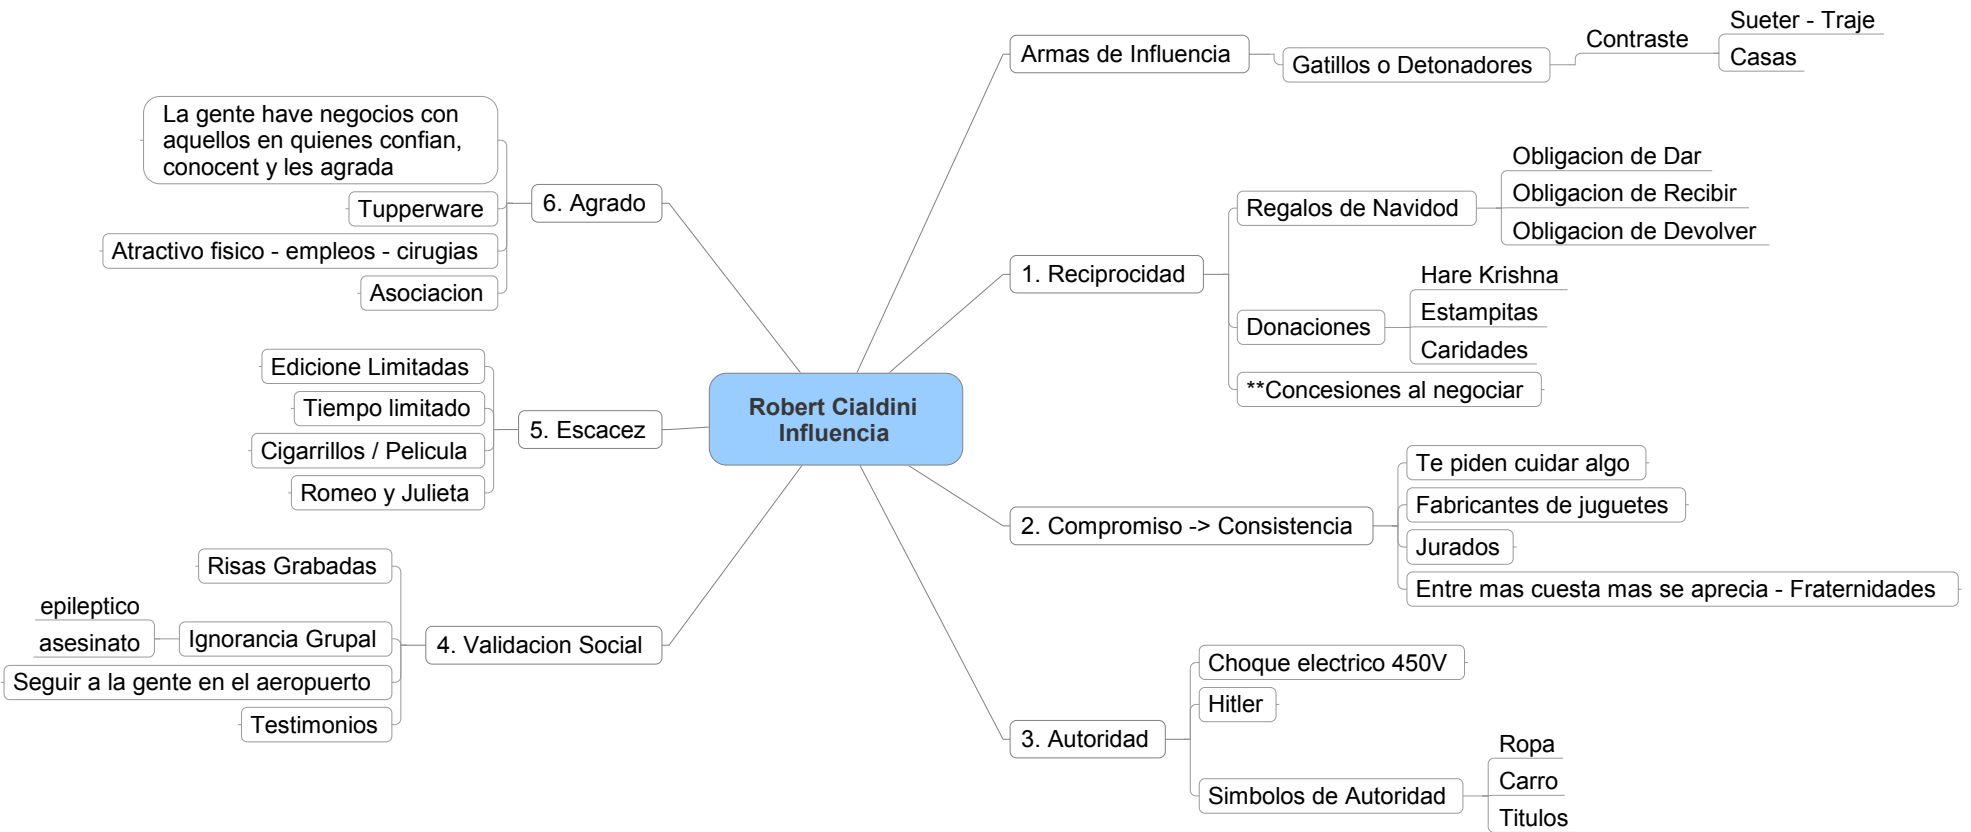 Robert Cialdini
Influencia
Armas de Influencia
Gatillos o Detonadores
Contraste
Sueter - Traje
Casas
1. Reciprocidad
Regalos de Navidod
Obligacion de Dar
Obligacion de Recibir
Obligacion de Devolver
Donaciones
Hare Krishna
Estampitas
Caridades
**Concesiones al negociar
2. Compromiso -> Consistencia
Te piden cuidar algo
Fabricantes de juguetes
Jurados
Entre mas cuesta mas se aprecia - Fraternidades
3. Autoridad
Choque electrico 450V
Hitler
Simbolos de Autoridad
Ropa
Carro
Titulos
4. Validacion Social
Risas Grabadas
Ignorancia Grupal
epileptico
asesinato
Seguir a la gente en el aeropuerto
Testimonios
5. Escacez
Edicione Limitadas
Tiempo limitado
Cigarrillos / Pelicula
Romeo y Julieta
6. Agrado
La gente have negocios con
aquellos en quienes confian,
conocent y les agrada
Tupperware
Atractivo fisico - empleos - cirugias
Asociacion